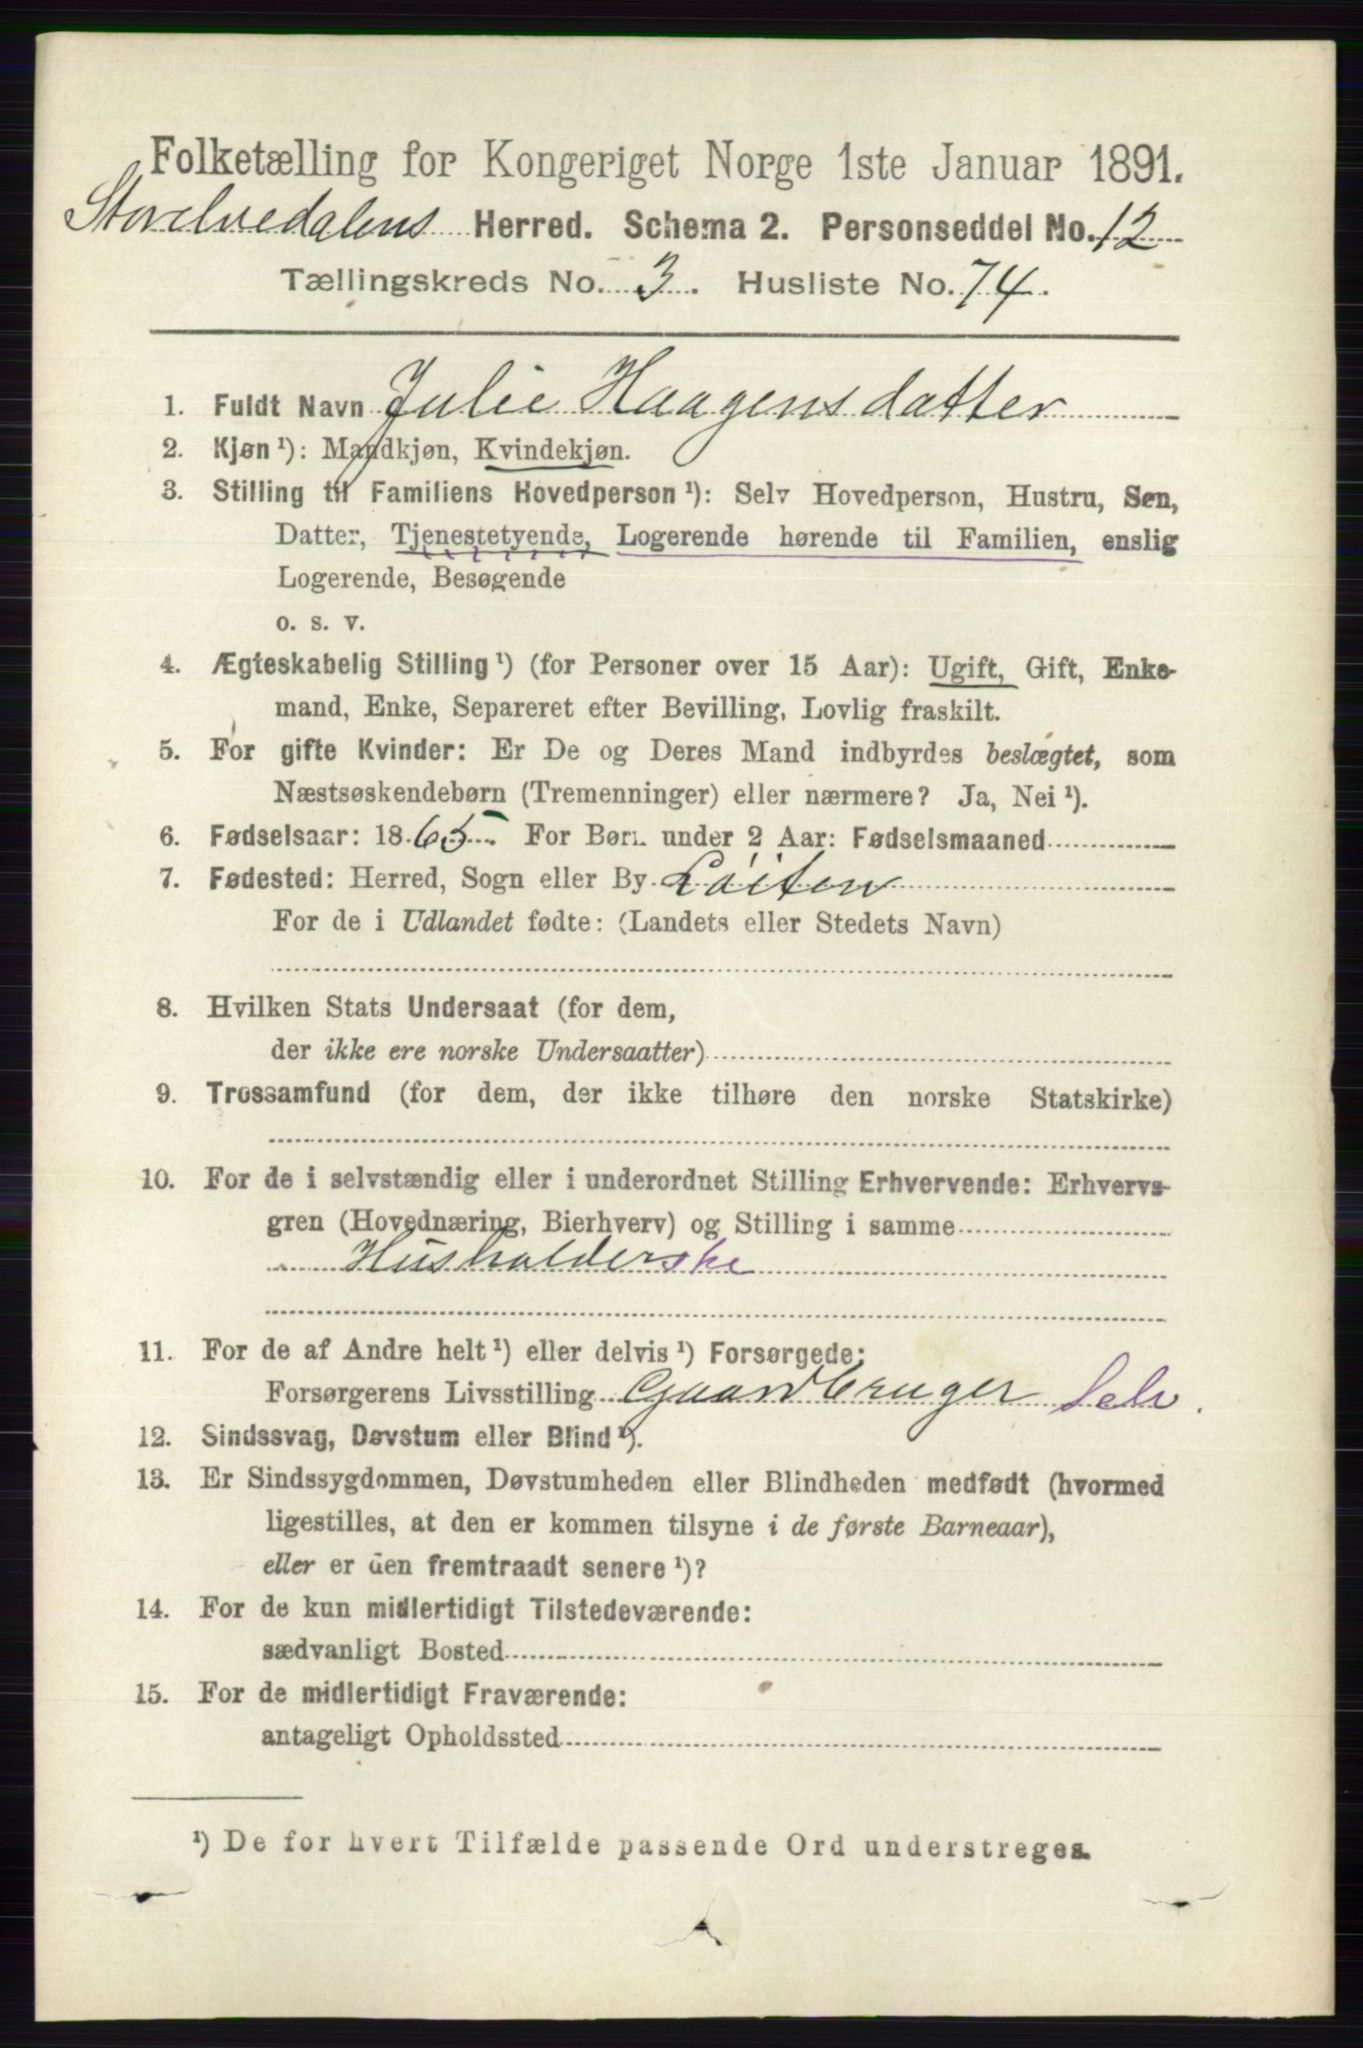 Folketælling for Kongeriget Norge 1ste Januar 1891.
Storelvedalens Herred. Schema 2. Personseddel No. 12
Tællingskreds No. 3. Husliste No. 74.
1. Fuldt Navn Julie Haagensdatter
2. Kjøn ¹): Mandkjøn, Kvindekjøn.
3. Stilling til Familiens Hovedperson ¹): Selv Hovedperson, Hustru, Søn,
Datter, Tjenestetyende, Logerende hørende til Familien, enslig
Logerende, Besøgende
o. s. v.
4. Ægteskabelig Stilling ¹) (for Personer over 15 Aar): Ugift, Gift, Enke-
mand, Enke, Separeret efter Bevilling, Lovlig fraskilt.
5. For gifte Kvinder: Er De og Deres Mand indbyrdes beslægtet, som
Næstsøskendebørn (Tremenninger) eller nærmere? Ja, Nei ¹).
6. Fødselsaar: 1865. For Børn under 2 Aar: Fødselsmaaned
7. Fødested: Herred, Sogn eller By Löiten
For de i Udlandet fødte: (Landets eller Stedets Navn)
8. Hvilken Stats Undersaat (for dem,
der ikke ere norske Undersaatter)
9. Trossamfund (for dem, der ikke tilhøre den norske Statskirke)
10. For de i selvstændig eller i underordnet Stilling Erhvervende: Erhvervs-
gren (Hovednæring, Bierhverv) og Stilling i samme
Husholderske
11. For de af Andre helt ¹) eller delvis ¹) Forsørgede:
Forsørgerens Livsstilling Gaardbruger Selv.
12. Sindssvag, Døvstum eller Blind ¹).
13. Er Sindssygdommen, Døvstumheden eller Blindheden medfødt (hvormed
ligestilles, at den er kommen tilsyne i de første Barneaar),
eller er den fremtraadt senere ¹)?
14. For de kun midlertidigt Tilstedeværende:
sædvanligt Bosted
15. For de midlertidigt Fraværende:
antageligt Opholdssted
¹) De for hvert Tilfælde passende Ord understreges.